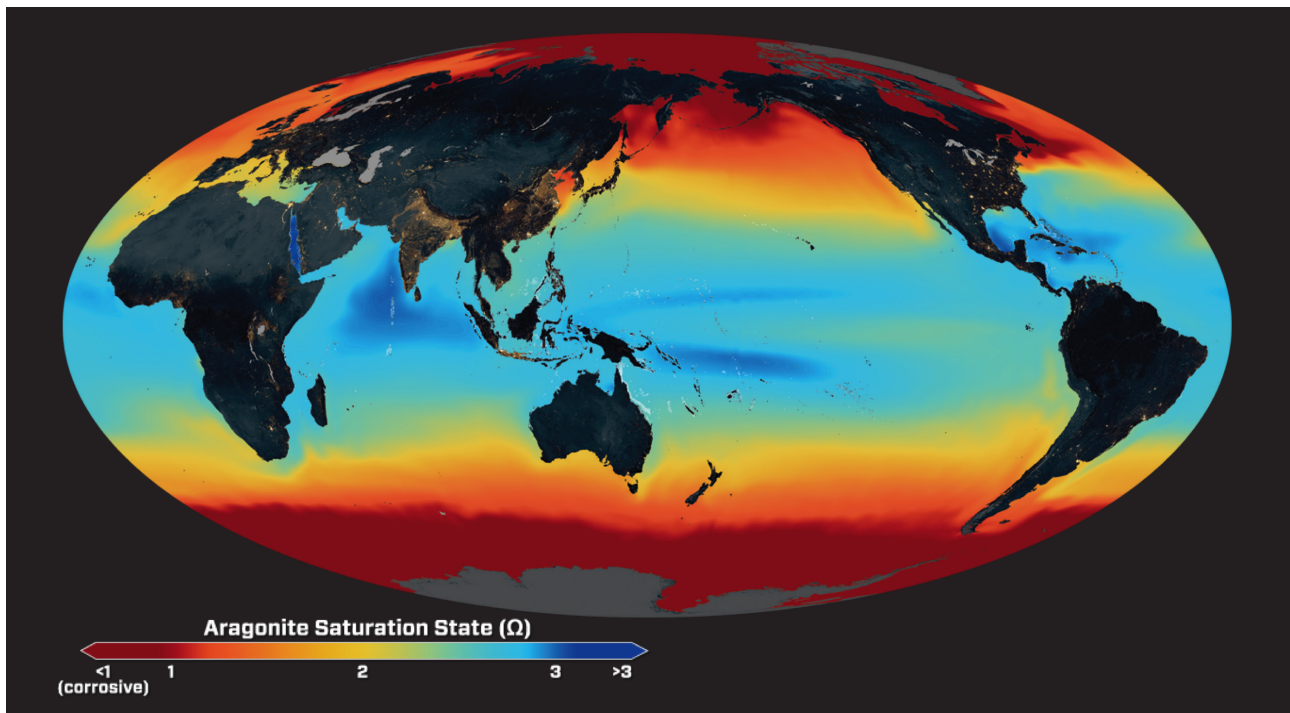 Aragonite Saturation State (Ω)
<1 1 2 3 >3
(corrosive)